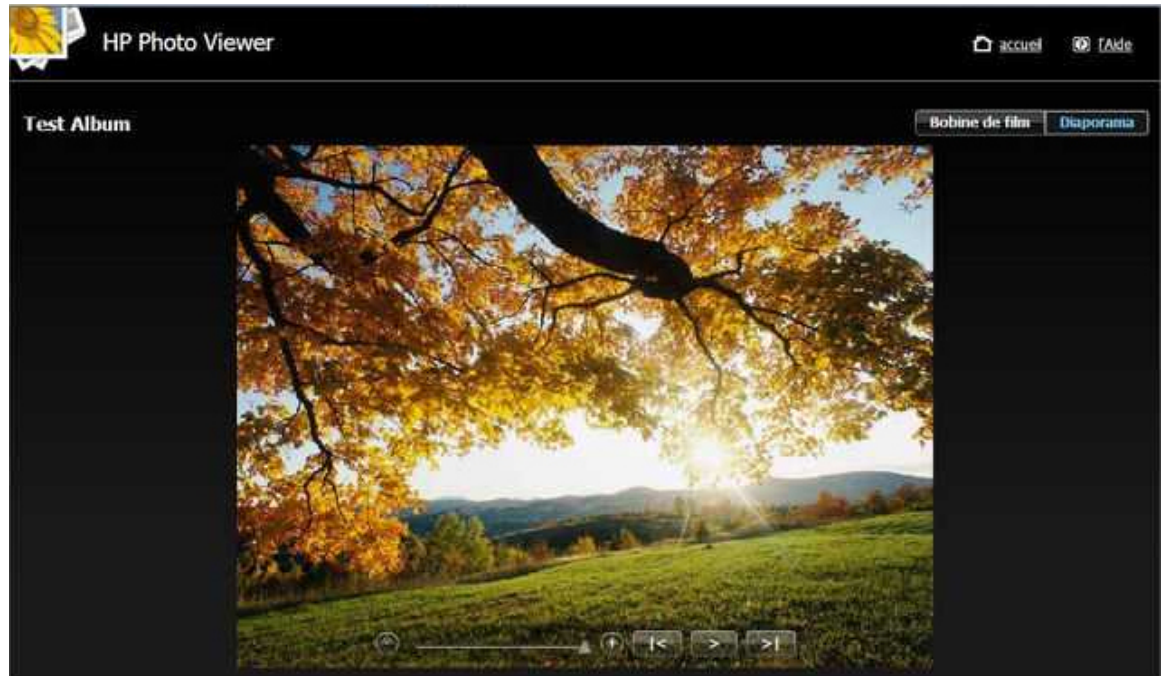 HP Photo Viewer
accueil
l'Aide
Test Album
Bobine de film
Diaporama